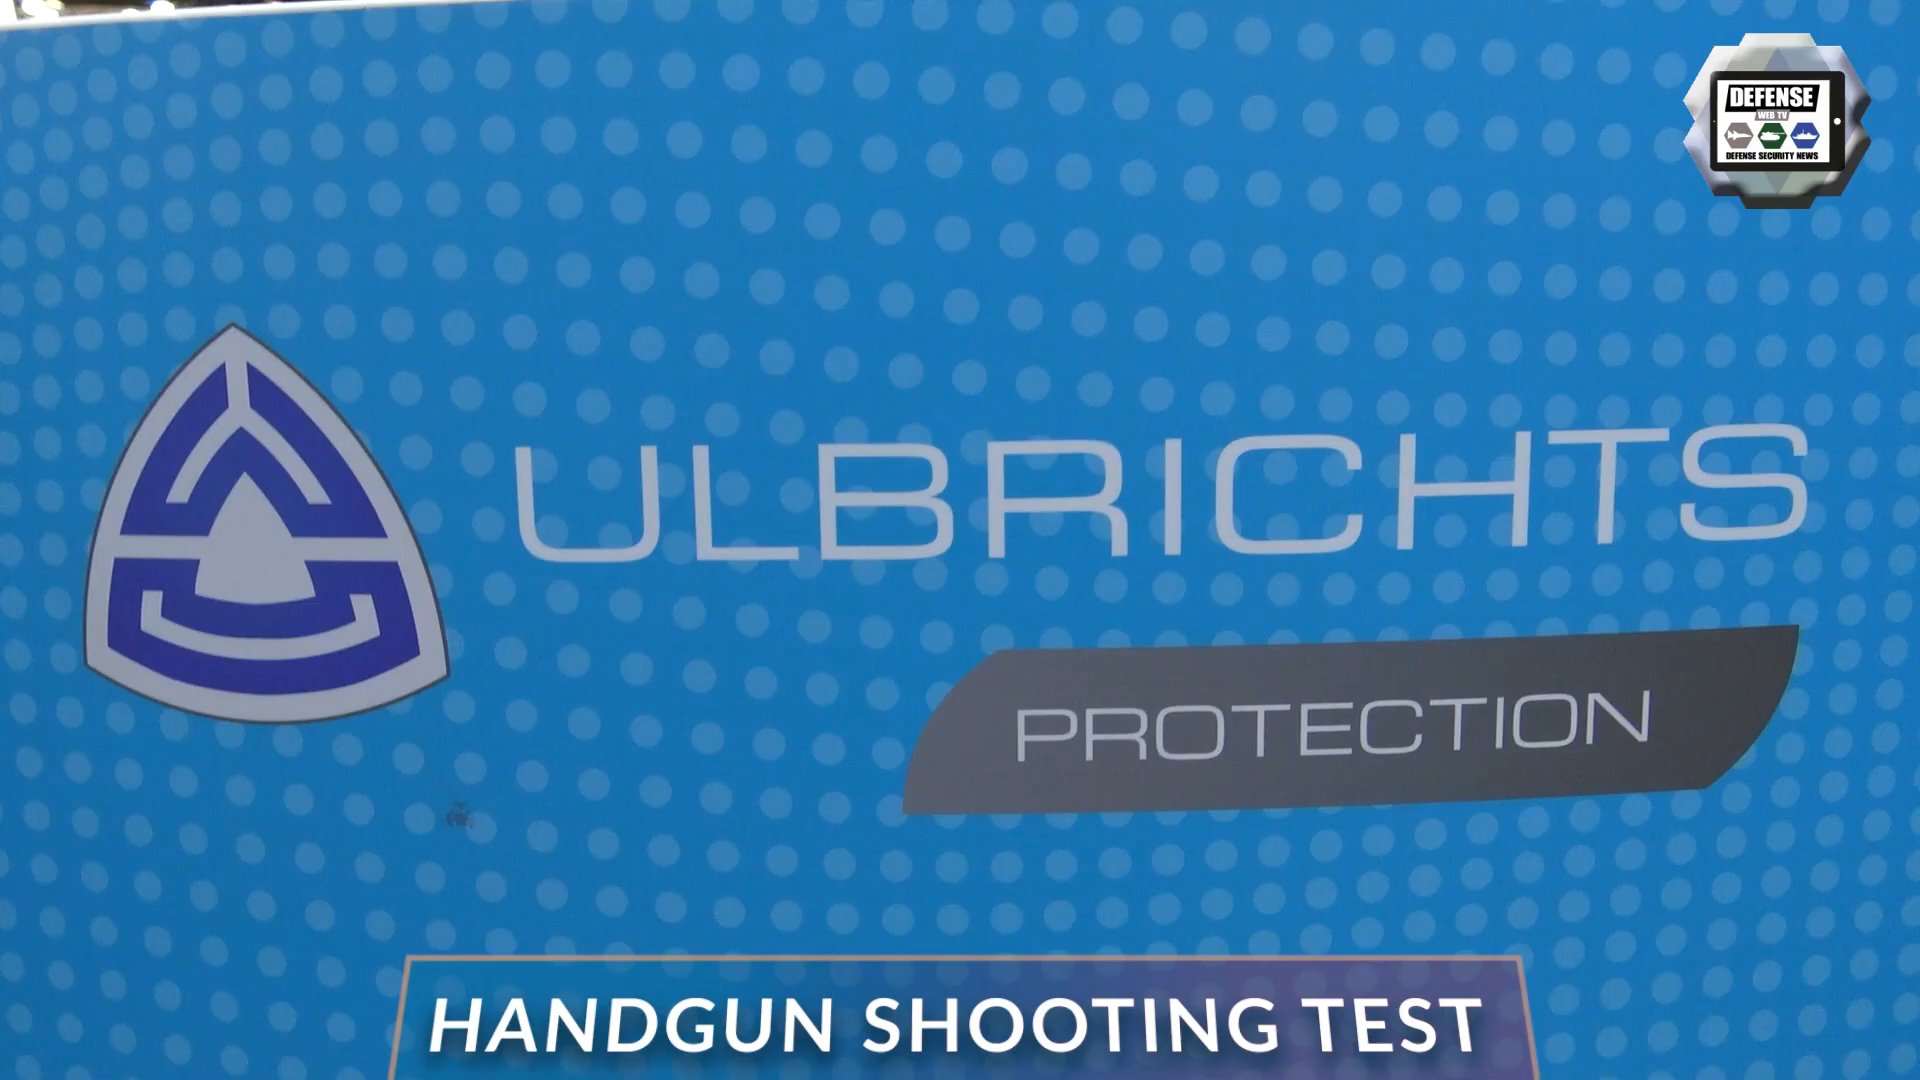 DEFENSE
WEB TV
DEFENSE SECURITY NEWS
ULBRICHTS
PROTECTION
HANDGUN SHOOTING TEST